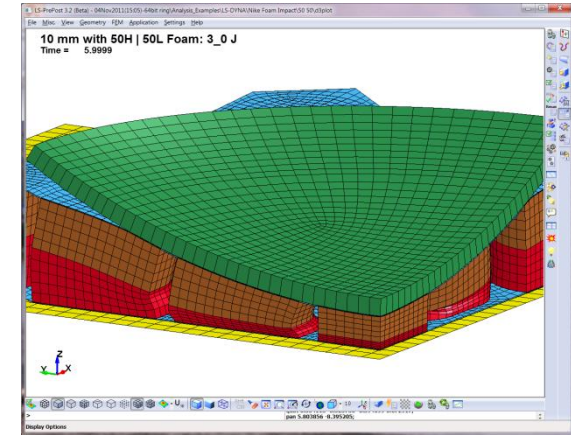 LS-PrePost 3.2 (Beta) - 04Nov2011(15:05)-64bit ring\Analysis_Examples\LS-DYNA\Nike Foam Impact\50 50\d3plot
File Misc. View Geometry FEM Application Settings Help
10 mm with 50H | 50L Foam: 3_0 J
Time = 5.9999
Z
Y X
>
pan 5.803856 -0.395205;
Display Options